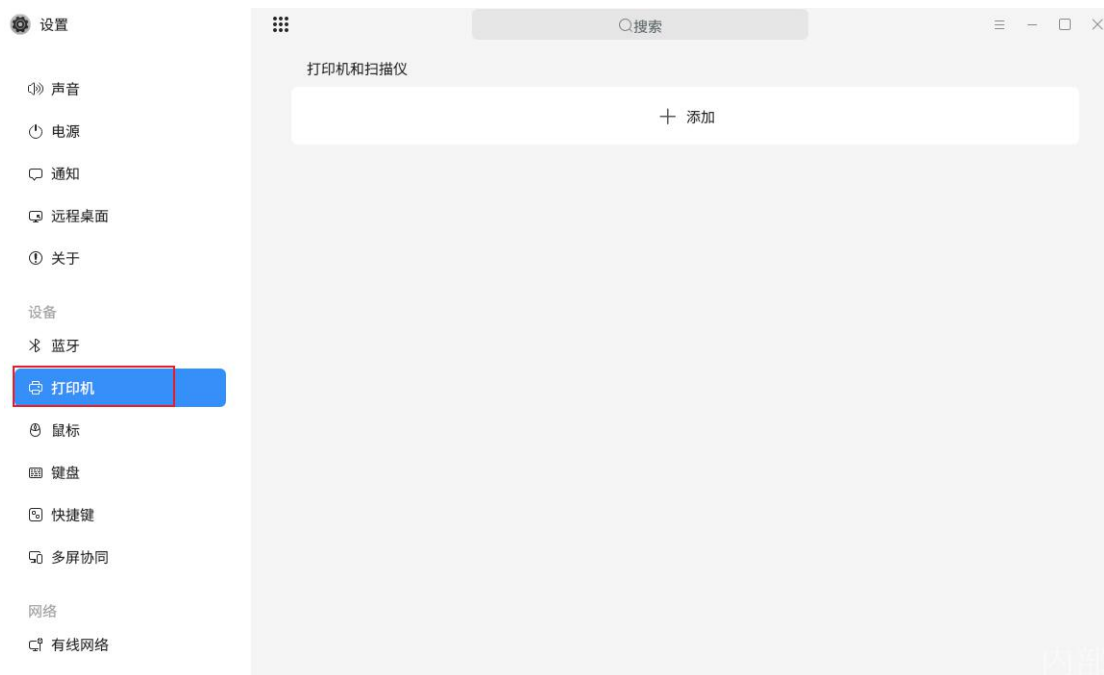 设置
声音
电源
通知
远程桌面
关于
设备
蓝牙
打印机
鼠标
键盘
快捷键
多屏协同
网络
有线网络
搜索
打印机和扫描仪
添加